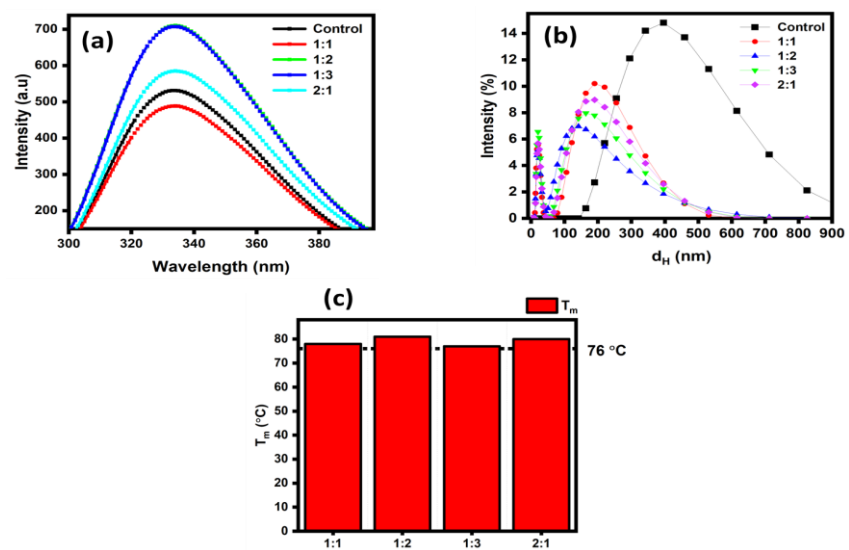 (a)
Control
1:1
1:2
1:3
2:1
700
600
500
400
300
200
Intensity (a.u)
300 320 340 360 380
Wavelength (nm)
(b)
Control
1:1
1:2
1:3
2:1
14
12
10
8
6
4
2
0
Intensity (%)
0 100 200 300 400 500 600 700 800 900
dH (nm)
(c)
Tm
80
70
60
50
40
30
20
10
0
Tm (°C)
76 °C
1:1 1:2 1:3 2:1